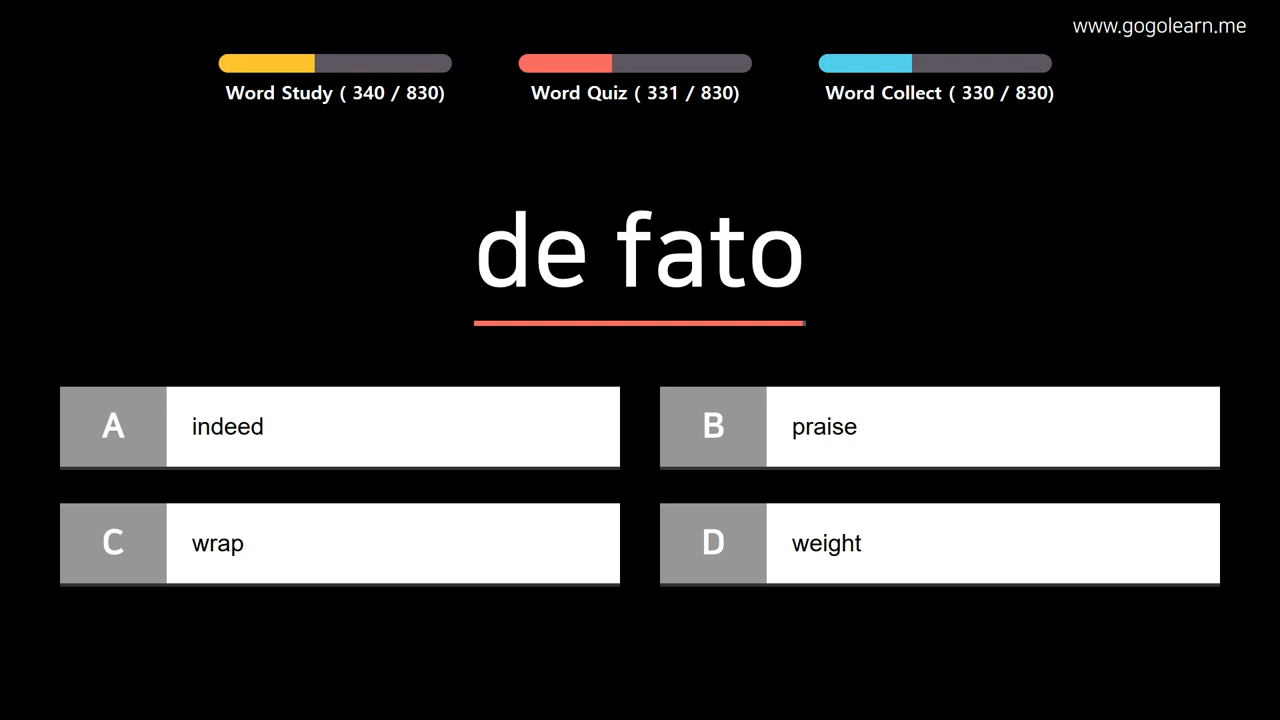 www.gogolearn.me
Word Study ( 340 / 830)
Word Quiz ( 331 / 830)
Word Collect ( 330 / 830)
de fato
A indeed
B praise
C wrap
D weight